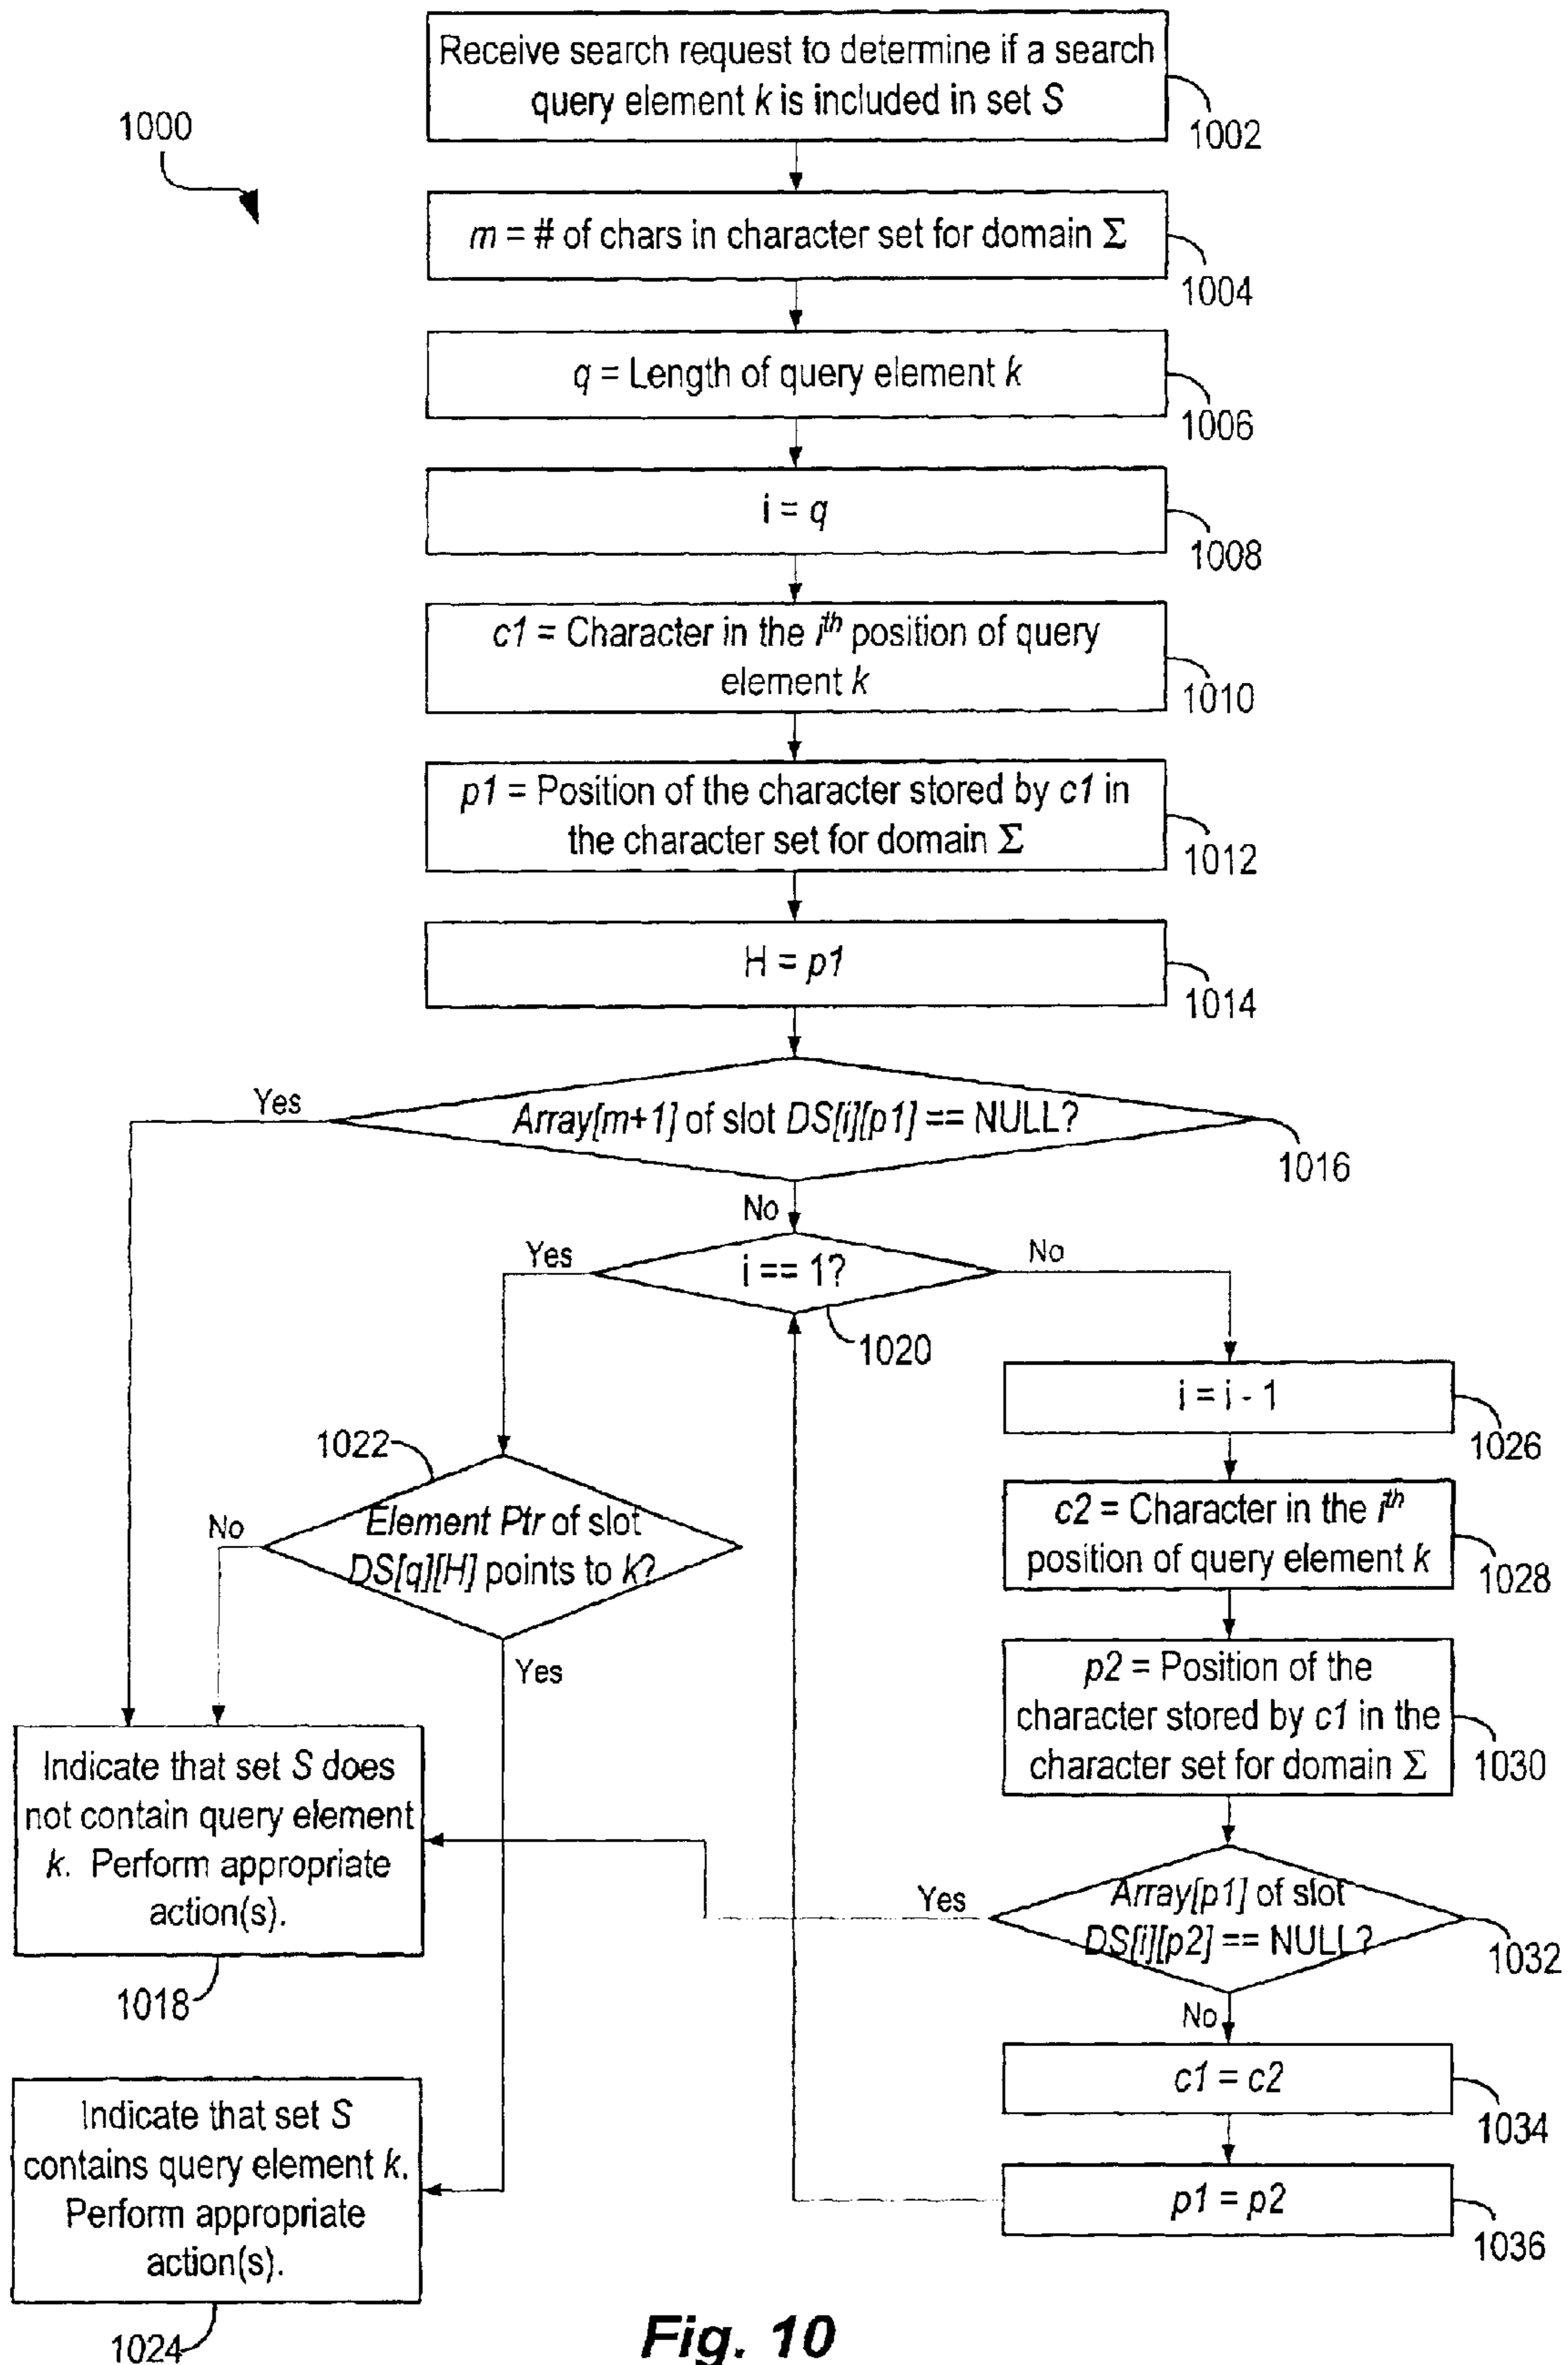 Receive search request to determine if a search
query element k is included in set S
1002
1000
m = # of chars in character set for domain Σ
1004
q = Length of query element k
1006
i = q
1008
c1 = Character in the ith position of query
element k
1010
p1 = Position of the character stored by c1 in
the character set for domain Σ
1012
H = p1
1014
Yes
Array[m+1] of slot DS[i][p1] == NULL?
1016
No
Yes
i == 1?
No
1020
i = i - 1
1026
1022
No
Element Ptr of slot
DS[q][H] points to k?
Yes
c2 = Character in the ith
position of query element k
1028
p2 = Position of the
character stored by c1 in the
character set for domain Σ
1030
Indicate that set S does
not contain query element
k. Perform appropriate
action(s).
1018
Yes
Array[p1] of slot
DS[i][p2] == NULL?
1032
No
c1 = c2
1034
Indicate that set S
contains query element k.
Perform appropriate
action(s).
1024
p1 = p2
1036
Fig. 10